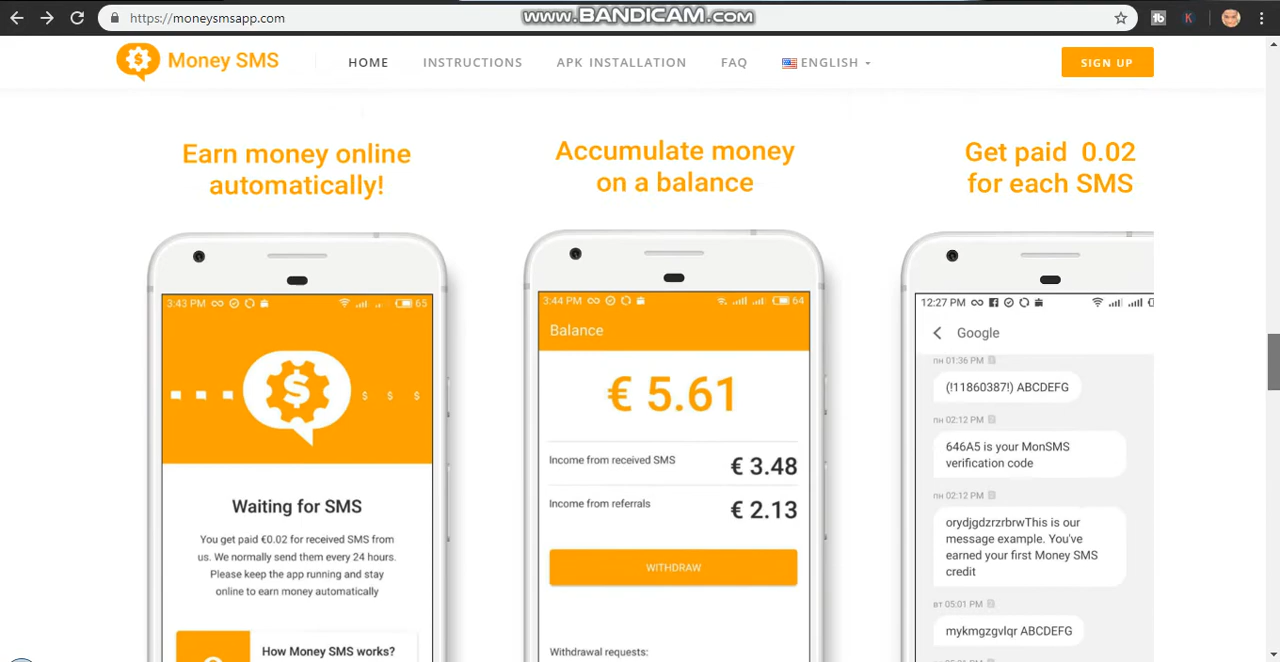 https://moneysmsapp.com
www.BANDICAM.com
Money SMS
HOME
INSTRUCTIONS
APK INSTALLATION
FAQ
ENGLISH
SIGN UP
Earn money online
automatically!
3:43 PM
65
$
$ $ $
Waiting for SMS
You get paid €0.02 for received SMS from
us. We normally send them every 24 hours.
Please keep the app running and stay
online to earn money automatically
How Money SMS works?
Accumulate money
on a balance
3:44 PM
64
Balance
€ 5.61
Income from received SMS
€ 3.48
Income from referrals
€ 2.13
WITHDRAW
Withdrawal requests:
Get paid 0.02
for each SMS
12:27 PM
Google
пн 01:36 PM
(!11860387!) ABCDEFG
пн 02:12 PM
646A5 is your MonSMS
verification code
пн 02:12 PM
orydjgdzrzrbrwThis is our
message example. You've
earned your first Money SMS
credit
вт 05:01 PM
mykmgzgvlqr ABCDEFG